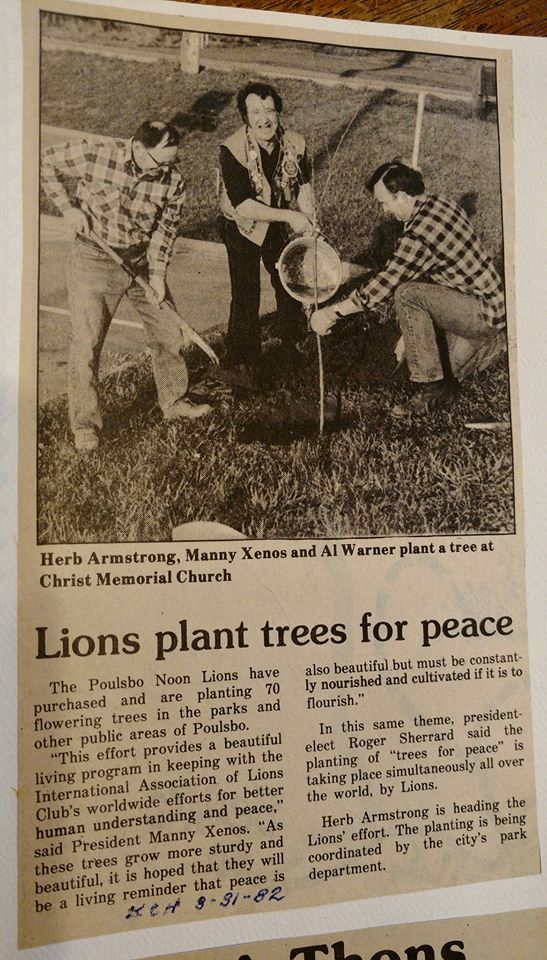 Herb Armstrong, Manny Xenos and Al Warner plant a tree at
Christ Memorial Church
Lions plant trees for peace
The Poulsbo Noon Lions have
purchased and are planting 70
flowering trees in the parks and
other public areas of Poulsbo.
"This effort provides a beautiful
living program in keeping with the
International Association of Lions
Club's worldwide efforts for better
human understanding and peace,"
said President Manny Xenos. "As
these trees grow more sturdy and
beautiful, it is hoped that they will
be a living reminder that peace is
also beautiful but must be constant-
ly nourished and cultivated if it is to
flourish."
In this same theme, president-
elect Roger Sherrard said the
planting of "trees for peace" is
taking place simultaneously all over
the world, by Lions.
Herb Armstrong is heading the
Lions' effort. The planting is being
coordinated by the city's park
department.
KCH 3-31-82
Thons